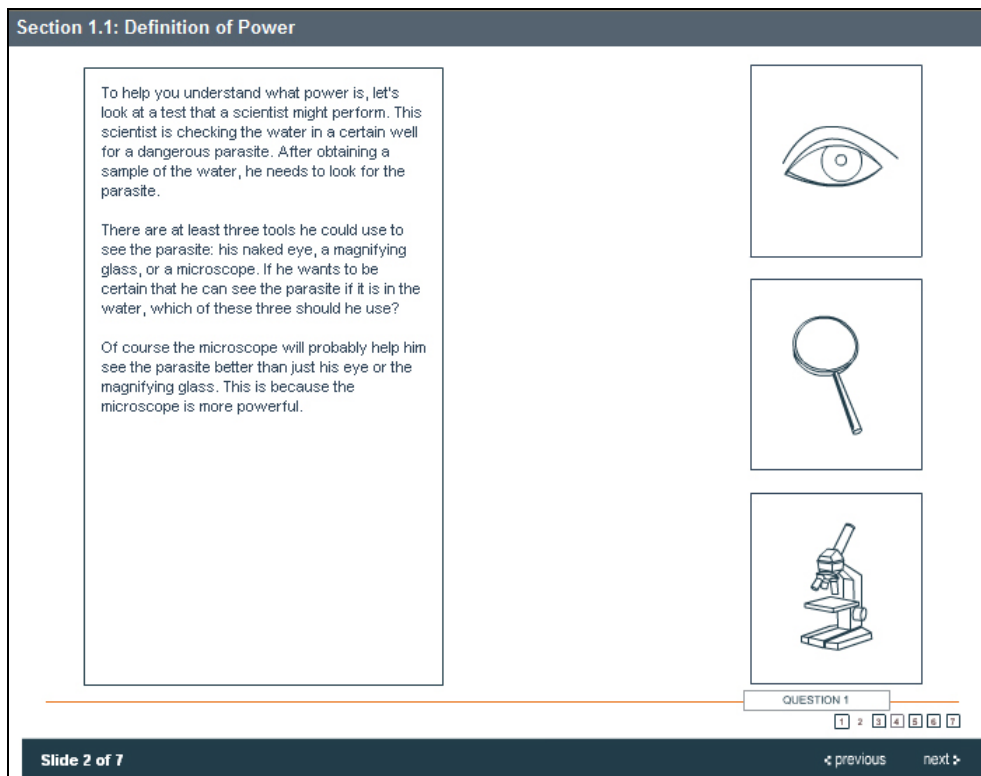 Section 1.1: Definition of Power
To help you understand what power is, let's
look at a test that a scientist might perform. This
scientist is checking the water in a certain well
for a dangerous parasite. After obtaining a
sample of the water, he needs to look for the
parasite.
There are at least three tools he could use to
see the parasite: his naked eye, a magnifying
glass, or a microscope. If he wants to be
certain that he can see the parasite if it is in the
water, which of these three should he use?
Of course the microscope will probably help him
see the parasite better than just his eye or the
magnifying glass. This is because the
microscope is more powerful.
QUESTION 1
1 2 3 4 5 6 7
Slide 2 of 7
previous next